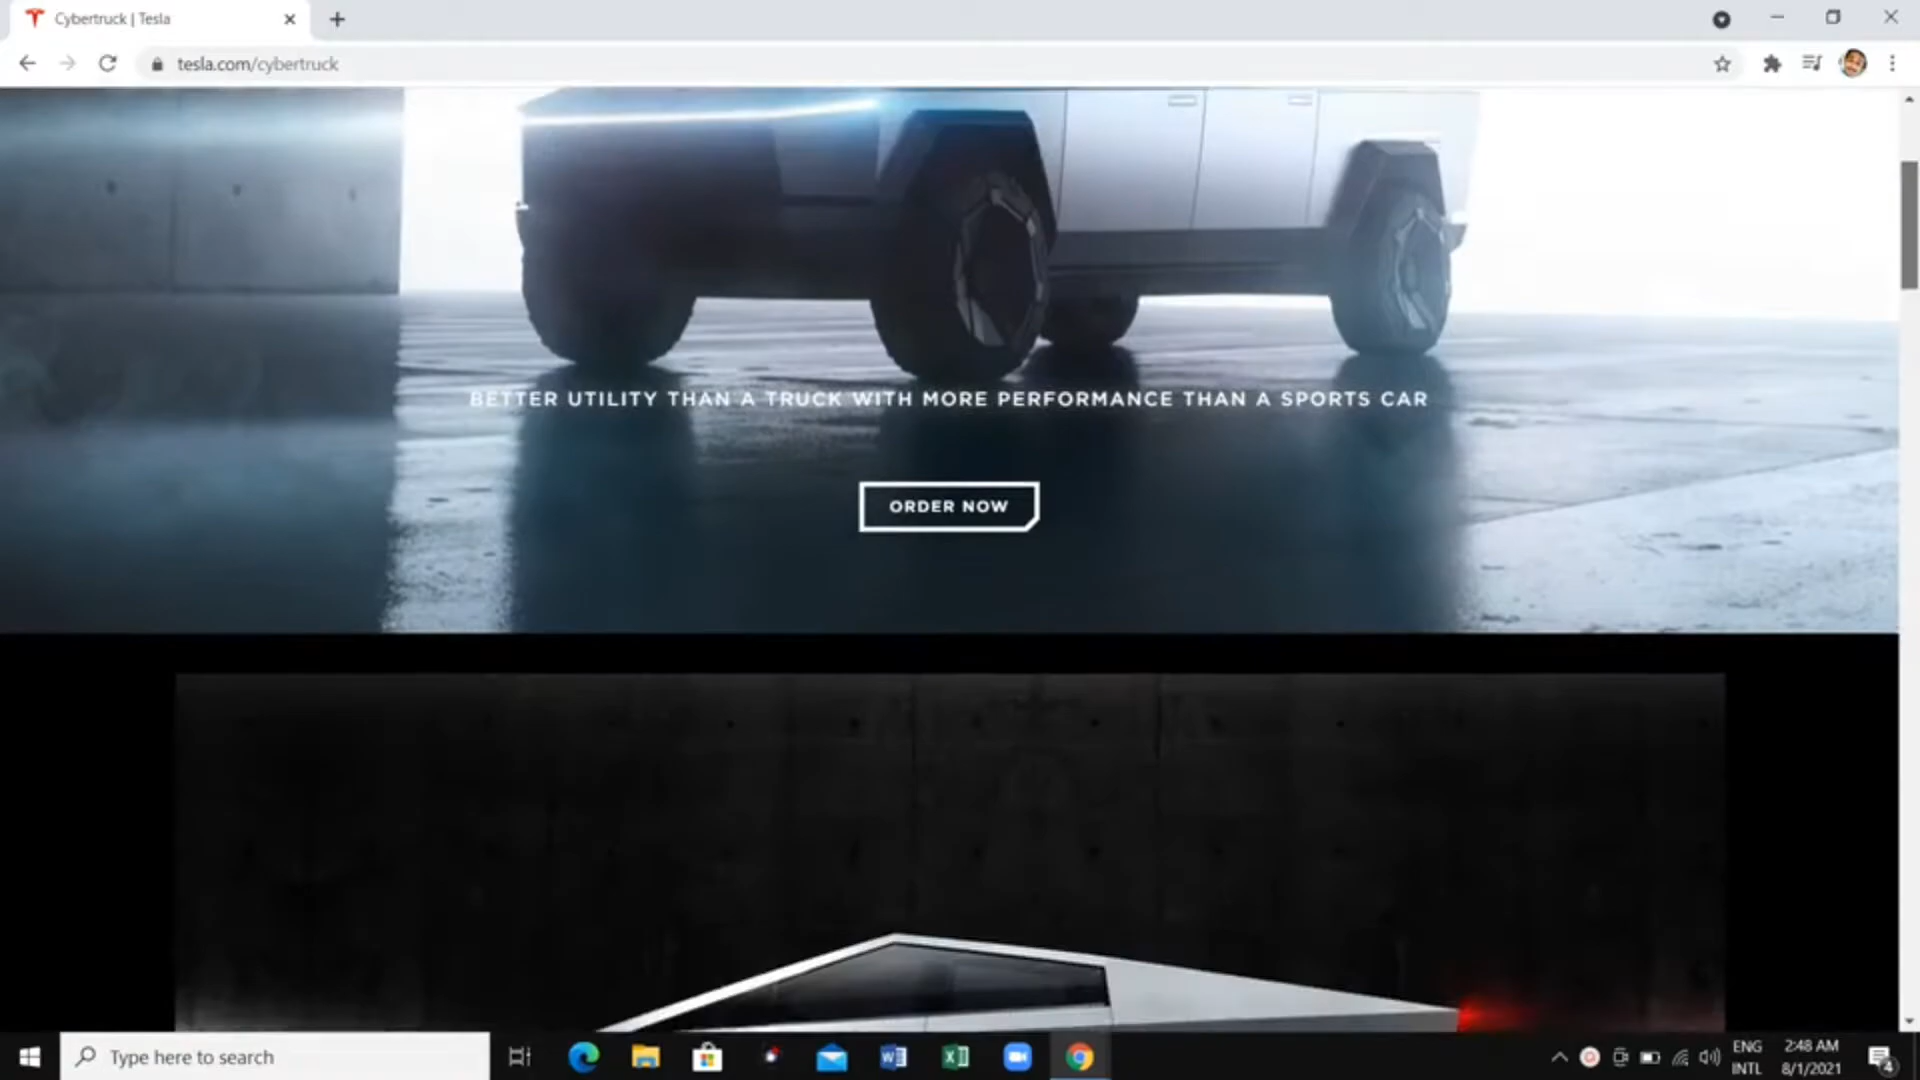 Cybertruck | Tesla
tesla.com/cybertruck
BETTER UTILITY THAN A TRUCK WITH MORE PERFORMANCE THAN A SPORTS CAR
ORDER NOW
Type here to search
ENG
INTL
2:48 AM
8/1/2021
4